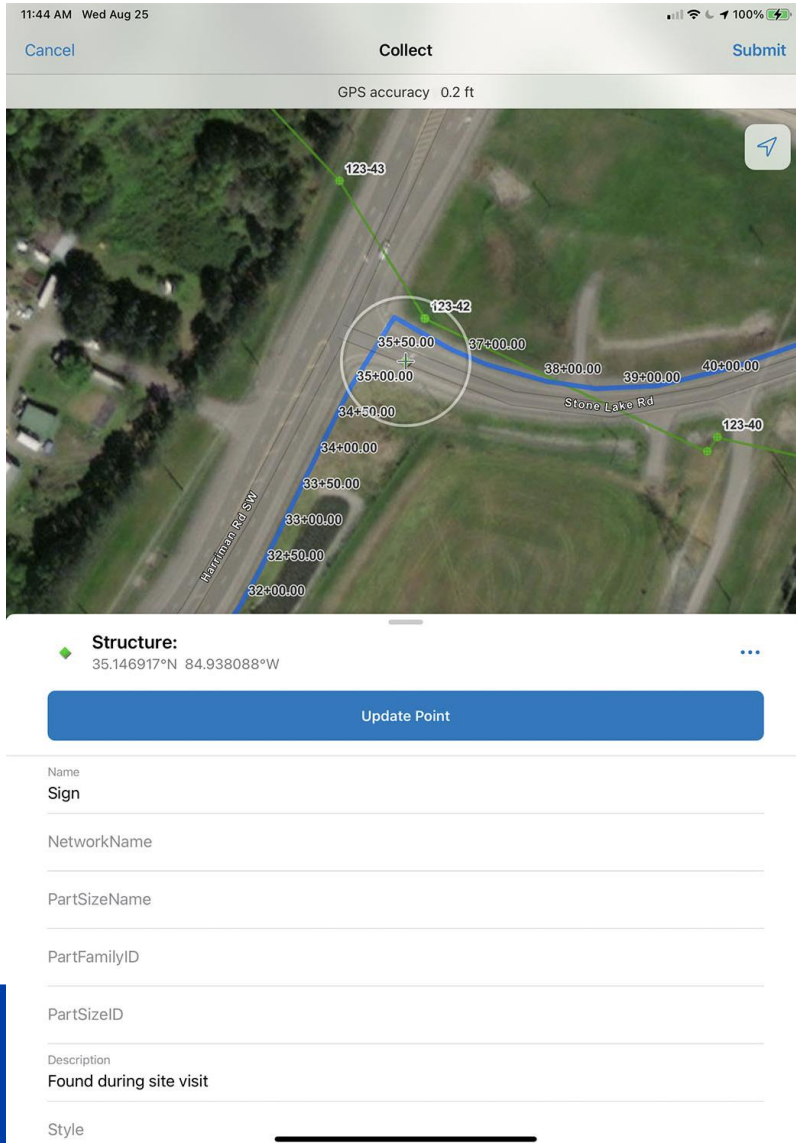 11:44 AM Wed Aug 25
100%
Cancel
Collect
Submit
GPS accuracy 0.2 ft
123-43
123-42
35+50.00
37+00.00
35+00.00
38+00.00
39+00.00
40+00.00
34+50.00
Stone Lake Rd
123-40
34+00.00
33+50.00
33+00.00
Harriman Rd SW
32+50.00
32+00.00
Structure:
35.146917°N 84.938088°W
Update Point
Name
Sign
NetworkName
PartSizeName
PartFamilyID
PartSizeID
Description
Found during site visit
Style